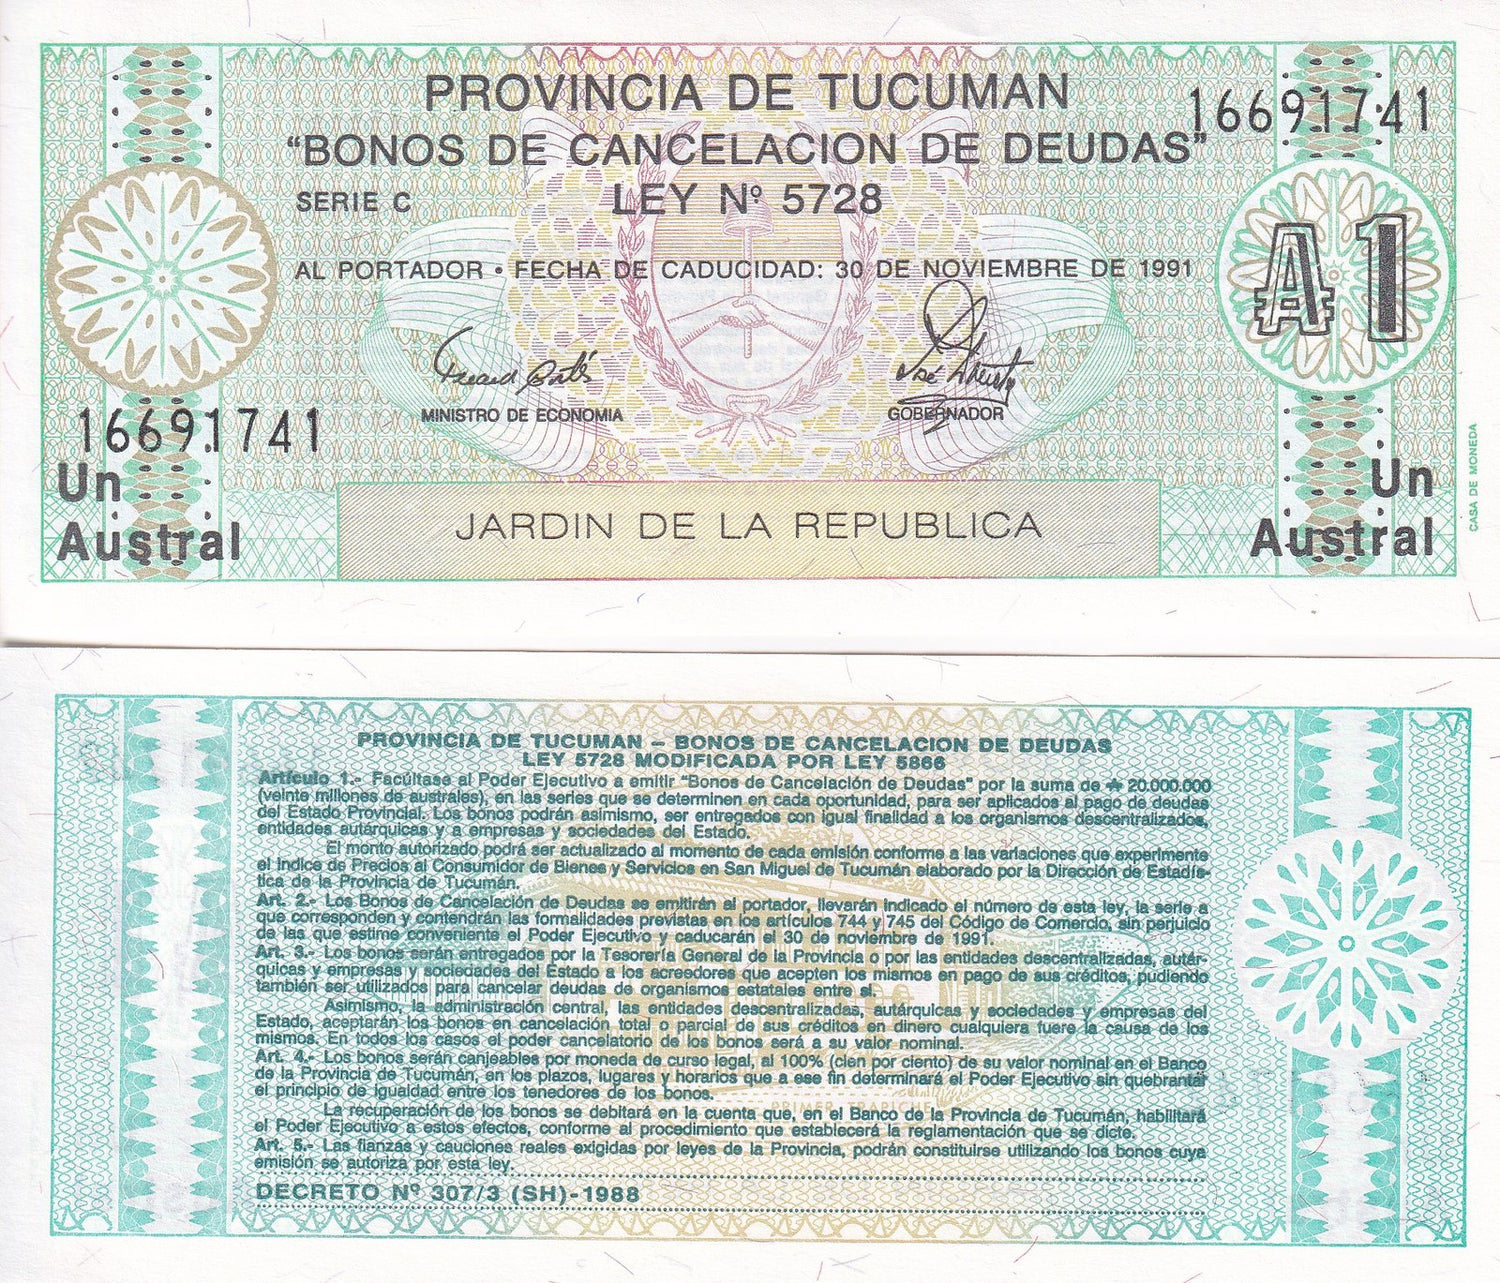 PROVINCIA DE TUCUMAN
16691741
“BONOS DE CANCELACION DE DEUDAS”
SERIE C
LEY Nº 5728
AL PORTADOR • FECHA DE CADUCIDAD: 30 DE NOVIEMBRE DE 1991
₳ 1
MINISTRO DE ECONOMIA
GOBERNADOR
16691741
Un
Austral
Un
Austral
JARDIN DE LA REPUBLICA
CASA DE MONEDA
PROVINCIA DE TUCUMAN – BONOS DE CANCELACION DE DEUDAS
LEY 5728 MODIFICADA POR LEY 5866
Artículo 1.- Facúltase al Poder Ejecutivo a emitir “Bonos de Cancelación de Deudas” por la suma de ₳ 20.000.000
(veinte millones de australes), en las series que se determinen en cada oportunidad, para ser aplicados al pago de deudas
del Estado Provincial. Los bonos podrán asimismo, ser entregados con igual finalidad a los organismos descentralizados,
entidades autárquicas y a empresas y sociedades del Estado.
El monto autorizado podrá ser actualizado al momento de cada emisión conforme a las variaciones que experimente
el Indice de Precios al Consumidor de Bienes y Servicios en San Miguel de Tucumán elaborado por la Dirección de Estadís-
tica de la Provincia de Tucumán.
Art. 2.- Los Bonos de Cancelación de Deudas se emitirán al portador, llevarán indicado el número de esta ley, la serie a
que corresponden y contendrán las formalidades previstas en los artículos 744 y 745 del Código de Comercio, sin perjuicio
de las que estime conveniente el Poder Ejecutivo y caducarán el 30 de noviembre de 1991.
Art. 3.- Los bonos serán entregados por la Tesorería General de la Provincia o por las entidades descentralizadas, autár-
quicas y empresas y sociedades del Estado a los acreedores que acepten los mismos en pago de sus créditos, pudiendo
también ser utilizados para cancelar deudas de organismos estatales entre sí.
Asimismo, la administración central, las entidades descentralizadas, autárquicas y sociedades y empresas del
Estado, aceptarán los bonos en cancelación total o parcial de sus créditos en dinero cualquiera fuere la causa de los
mismos. En todos los casos el poder cancelatorio de los bonos será a su valor nominal.
Art. 4.- Los bonos serán canjeables por moneda de curso legal, al 100% (cien por ciento) de su valor nominal en el Banco
de la Provincia de Tucumán, en los plazos, lugares y horarios que a ese fin determinará el Poder Ejecutivo sin quebrantar
el principio de igualdad entre los tenedores de los bonos.
La recuperación de los bonos se debitará en la cuenta que, en el Banco de la Provincia de Tucumán, habilitará
el Poder Ejecutivo a estos efectos, conforme al procedimiento que establecerá la reglamentación que se dicte.
Art. 5.- Las fianzas y cauciones reales exigidas por leyes de la Provincia, podrán constituirse utilizando los bonos cuya
emisión se autoriza por esta ley.
DECRETO Nº 307/3 (SH)-1988